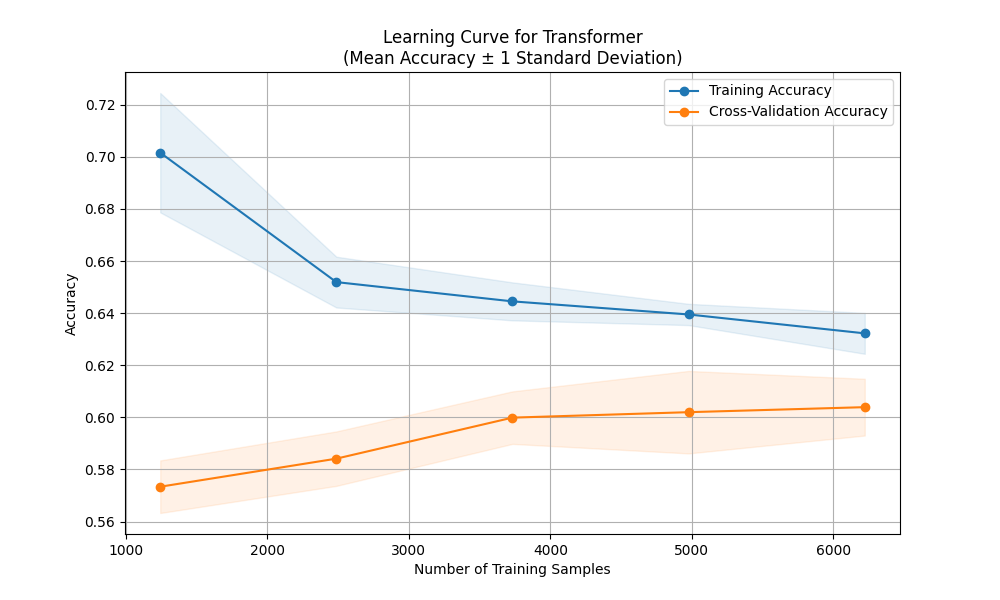 Learning Curve for Transformer
(Mean Accuracy ± 1 Standard Deviation)
Training Accuracy
Cross-Validation Accuracy
Accuracy
0.72
0.70
0.68
0.66
0.64
0.62
0.60
0.58
0.56
1000 2000 3000 4000 5000 6000
Number of Training Samples